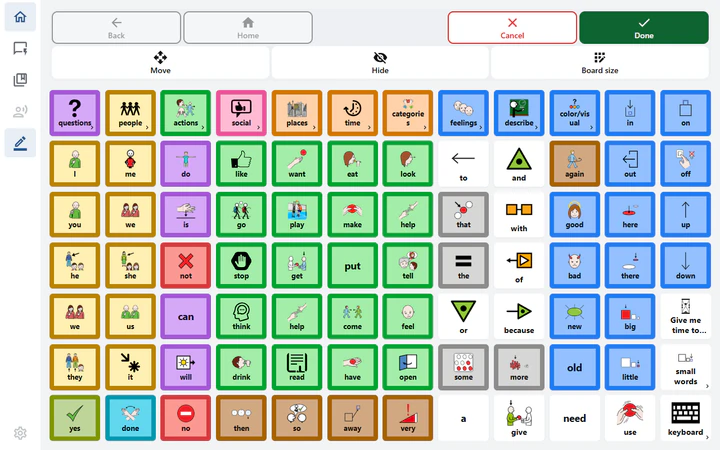 Back
Home
Cancel
Done
Move
Hide
Board size
questions
people
actions
social
places
time
categorie
s
feelings
describe
color/vis
ual
in
on
I
me
do
like
want
eat
look
to
and
again
out
off
you
we
is
go
play
make
help
that
with
good
here
up
he
she
not
stop
get
put
tell
the
of
bad
there
down
we
us
can
think
help
come
feel
or
because
new
big
Give me
time to...
they
it
will
drink
read
have
open
some
more
old
little
small
words
yes
done
no
then
so
away
very
a
give
need
use
keyboard